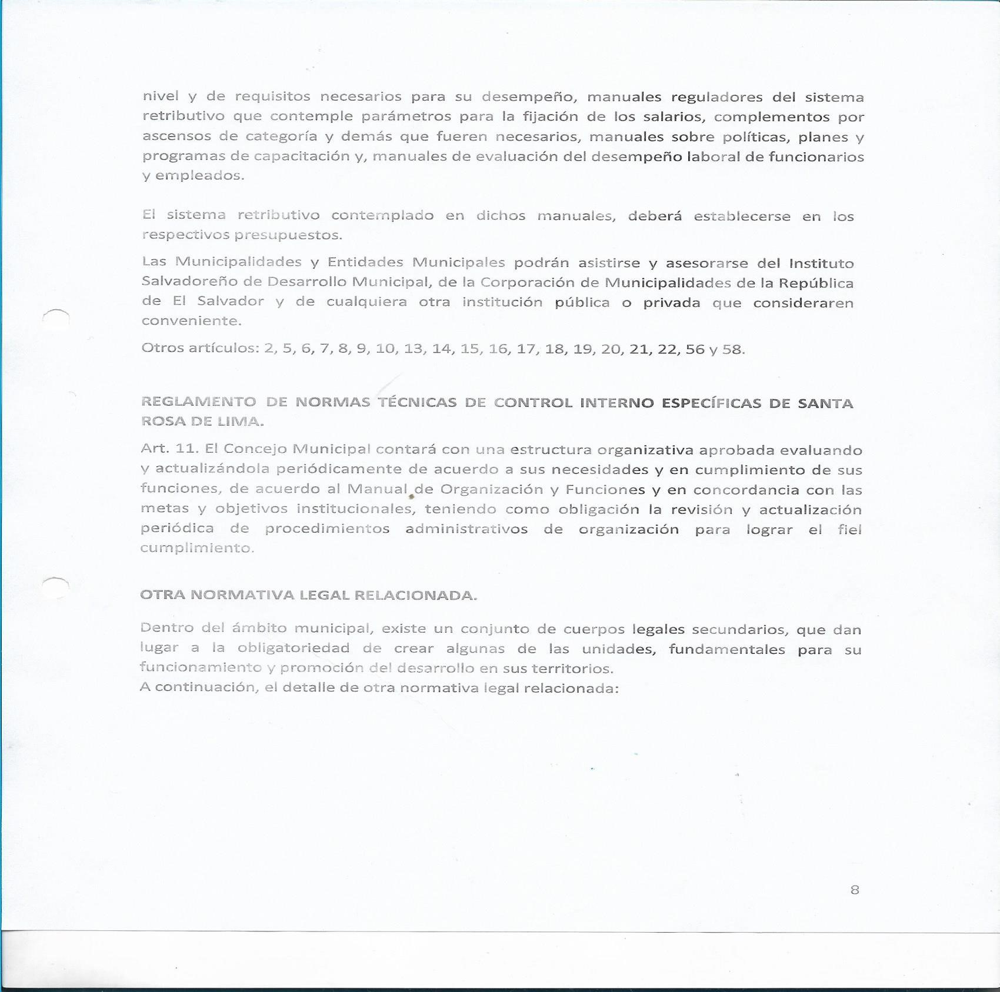 nivel y de requisitos necesarios para su desempeño, manuales reguladores del sistema
retributivo que contemple parámetros para la fijación de los salarios, complementos por
ascensos de categoría y demás que fueren necesarios, manuales sobre políticas, planes y
programas de capacitación y, manuales de evaluación del desempeño laboral de funcionarios
y empleados.
El sistema retributivo contemplado en dichos manuales, deberá establecerse en los
respectivos presupuestos.
Las Municipalidades y Entidades Municipales podrán asistirse y asesorarse del Instituto
Salvadoreño de Desarrollo Municipal, de la Corporación de Municipalidades de la República
de El Salvador y de cualquiera otra institución pública o privada que consideraren
conveniente.
Otros artículos: 2, 5, 6, 7, 8, 9, 10, 13, 14, 15, 16, 17, 18, 19, 20, 21, 22, 56 y 58.
REGLAMENTO DE NORMAS TÉCNICAS DE CONTROL INTERNO ESPECÍFICAS DE SANTA
ROSA DE LIMA.
Art. 11. El Concejo Municipal contará con una estructura organizativa aprobada evaluando
y actualizándola periódicamente de acuerdo a sus necesidades y en cumplimiento de sus
funciones, de acuerdo al Manual de Organización y Funciones y en concordancia con las
metas y objetivos institucionales, teniendo como obligación la revisión y actualización
periódica de procedimientos administrativos de organización para lograr el fiel
cumplimiento.
OTRA NORMATIVA LEGAL RELACIONADA.
Dentro del ámbito municipal, existe un conjunto de cuerpos legales secundarios, que dan
lugar a la obligatoriedad de crear algunas de las unidades, fundamentales para su
funcionamiento y promoción del desarrollo en sus territorios.
A continuación, el detalle de otra normativa legal relacionada:
8